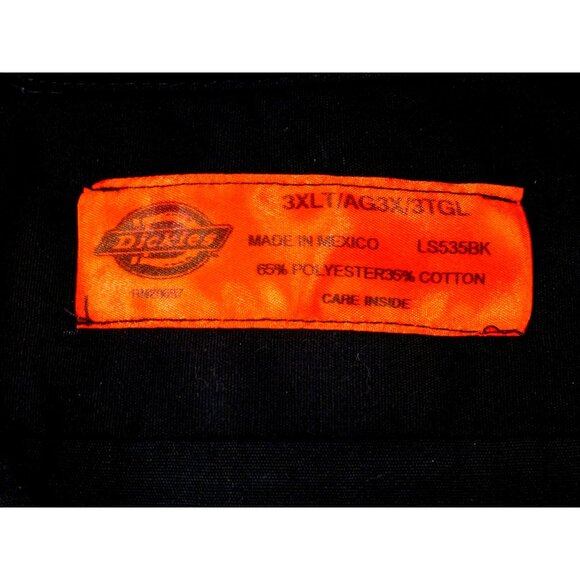 Dickies
3XLT/AG3X/3TGL
MADE IN MEXICO LS535BK
65% POLYESTER35% COTTON
CARE INSIDE